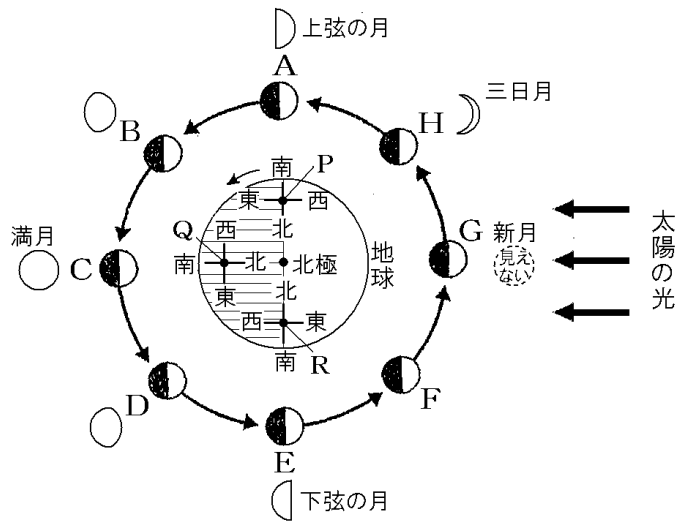 上弦の月
A
三日月
H
B
南
P
東
西
北
Q
西
南
北
東
北極
地球
G
新月
見え
ない
太陽の光
満月
C
北
西
東
南
R
D
F
E
下弦の月